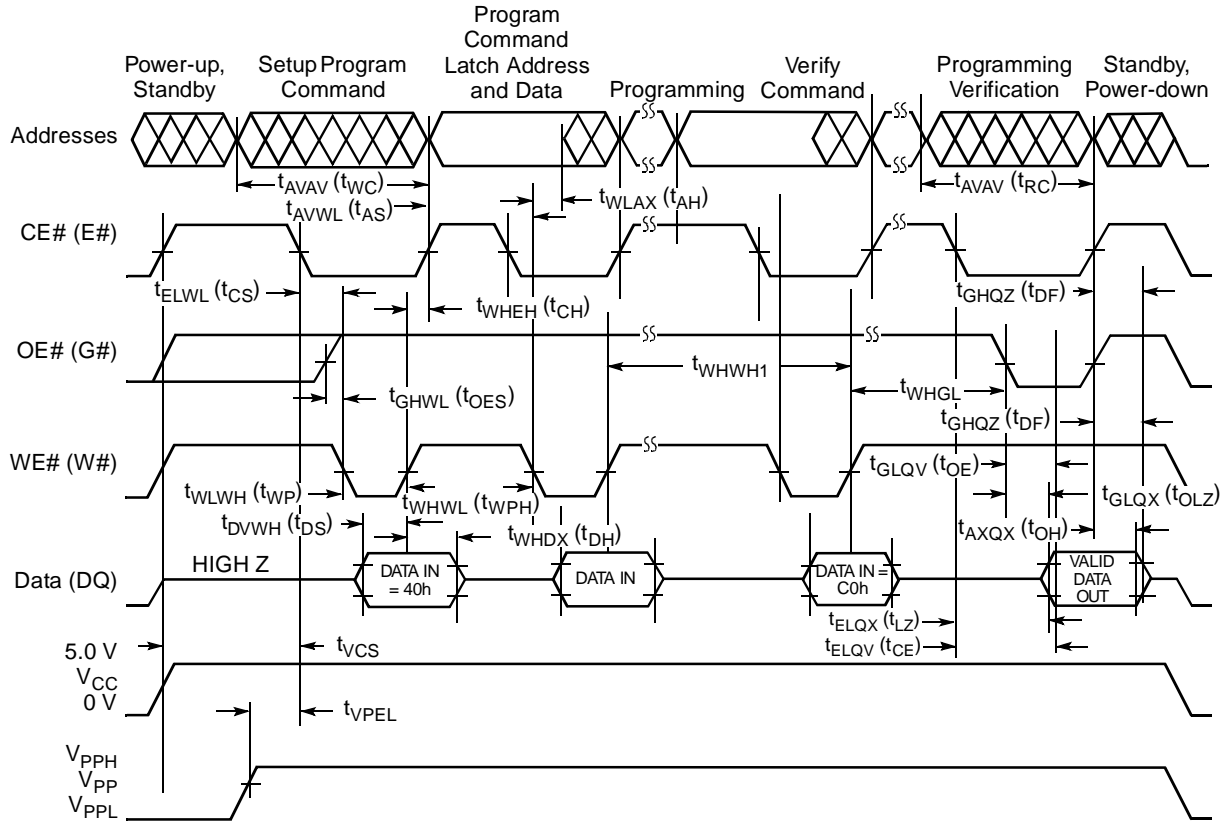 Power-up,
Standby
Setup Program
Command
Program
Command
Latch Address
and Data
Programming
Verify
Command
Programming
Verification
Standby,
Power-down
Addresses
tAVAV (tWC)
tAVWL (tAS)
tWLAX (tAH)
tAVAV (tRC)
CE# (E#)
tELWL (tCS)
tWHEH (tCH)
tGHQZ (tDF)
OE# (G#)
tWHWH1
tWHGL
tGHWL (tOES)
tGHQZ (tDF)
WE# (W#)
tGLQV (tOE)
tWLWH (tWP)
tWHWL (tWPH)
tGLQX (tOLZ)
tDVWH (tDS)
tWHDX (tDH)
tAXQX (tOH)
HIGH Z
Data (DQ)
DATA IN
= 40h
DATA IN
DATA IN =
C0h
VALID
DATA
OUT
tELQX (tLZ)
tELQV (tCE)
5.0 V
VCC
0 V
tVCS
tVPEL
VPPH
VPP
VPPL